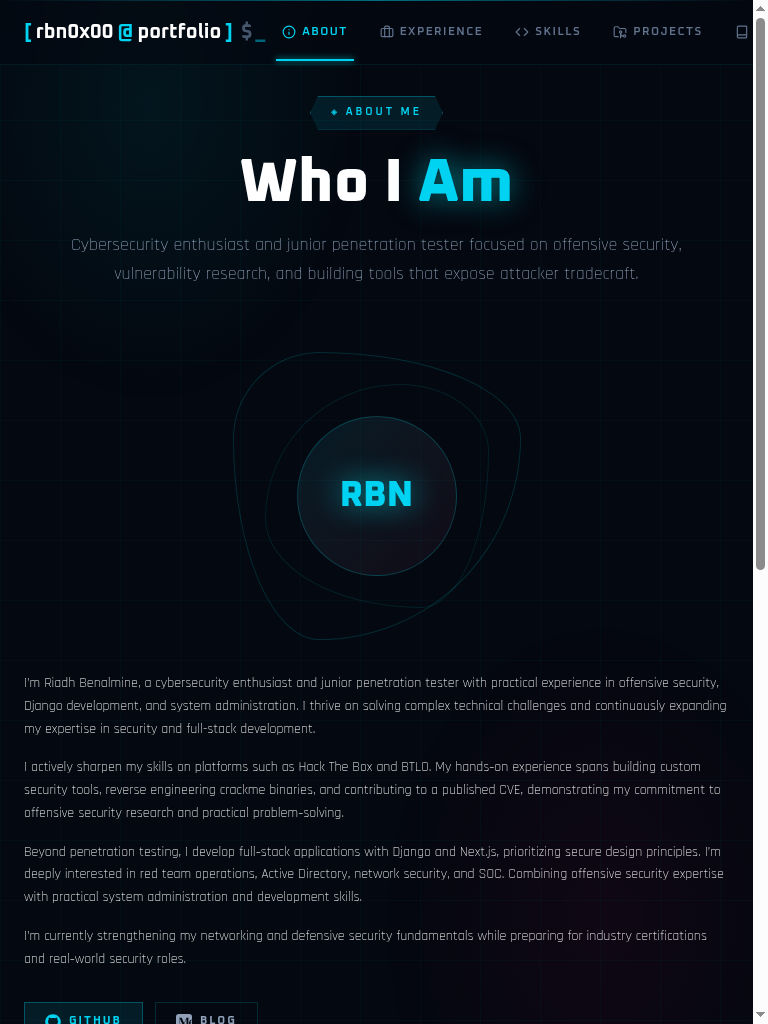 [ rbn0x00 @ portfolio ] $_
ABOUT
EXPERIENCE
SKILLS
PROJECTS
◈ ABOUT ME
Who I Am
Cybersecurity enthusiast and junior penetration tester focused on offensive security,
vulnerability research, and building tools that expose attacker tradecraft.
RBN
I'm Riadh Benalmine, a cybersecurity enthusiast and junior penetration tester with practical experience in offensive security,
Django development, and system administration. I thrive on solving complex technical challenges and continuously expanding
my expertise in security and full-stack development.
I actively sharpen my skills on platforms such as Hack The Box and BTLO. My hands-on experience spans building custom
security tools, reverse engineering crackme binaries, and contributing to a published CVE, demonstrating my commitment to
offensive security research and practical problem-solving.
Beyond penetration testing, I develop full-stack applications with Django and Next.js, prioritizing secure design principles. I'm
deeply interested in red team operations, Active Directory, network security, and SOC. Combining offensive security expertise
with practical system administration and development skills.
I'm currently strengthening my networking and defensive security fundamentals while preparing for industry certifications
and real-world security roles.
GITHUB
BLOG